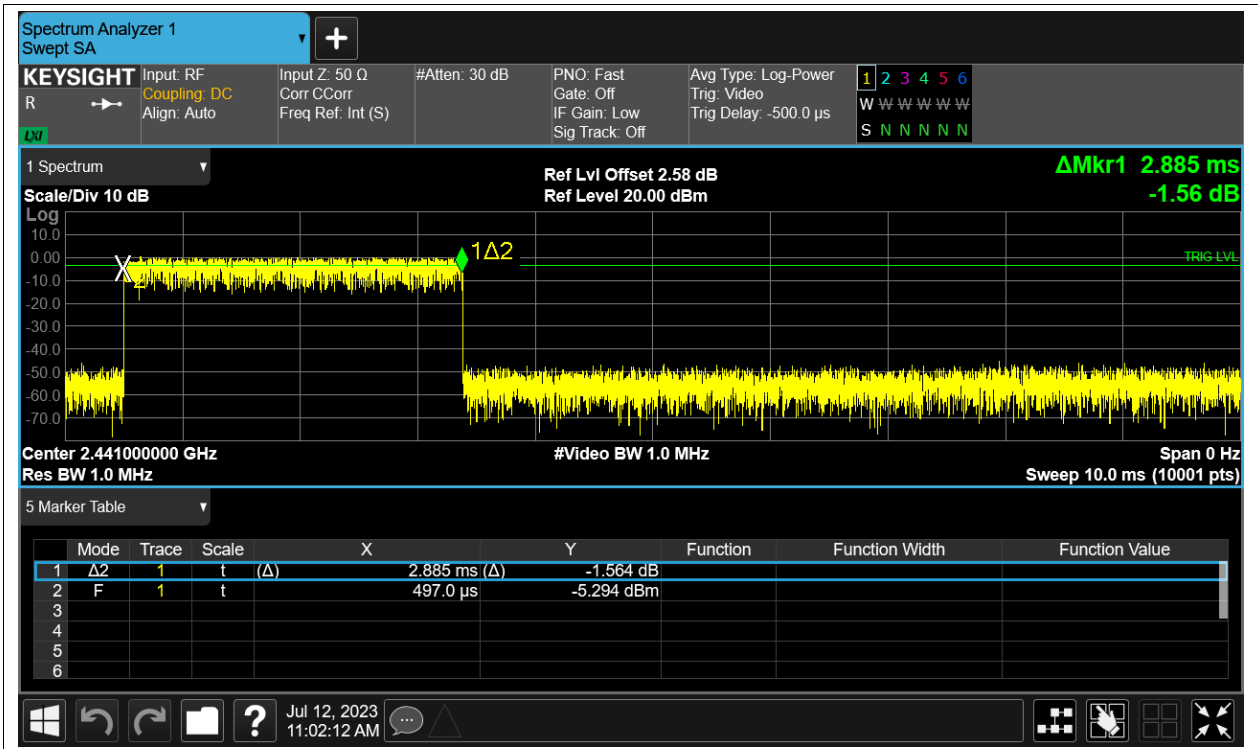 Spectrum Analyzer 1
Swept SA
KEYSIGHT
R
LXI
Input: RF
Coupling: DC
Align: Auto
Input Z: 50 Ω
Corr CCorr
Freq Ref: Int (S)
#Atten: 30 dB
PNO: Fast
Gate: Off
IF Gain: Low
Sig Track: Off
Avg Type: Log-Power
Trig: Video
Trig Delay: -500.0 µs
1 2 3 4 5 6
W W W W W W
S N N N N N
1 Spectrum
Scale/Div 10 dB
Ref Lvl Offset 2.58 dB
Ref Level 20.00 dBm
ΔMkr1 2.885 ms
-1.56 dB
Log
10.0
0.00
-10.0
-20.0
-30.0
-40.0
-50.0
-60.0
-70.0
X
2
1Δ2
TRIG LVL
Center 2.441000000 GHz
#Video BW 1.0 MHz
Span 0 Hz
Res BW 1.0 MHz
Sweep 10.0 ms (10001 pts)
5 Marker Table
Mode Trace Scale X Y Function Function Width Function Value
1 Δ2 1 t (Δ) 2.885 ms (Δ) -1.564 dB
2 F 1 t 497.0 µs -5.294 dBm
3
4
5
6
?
Jul 12, 2023
11:02:12 AM